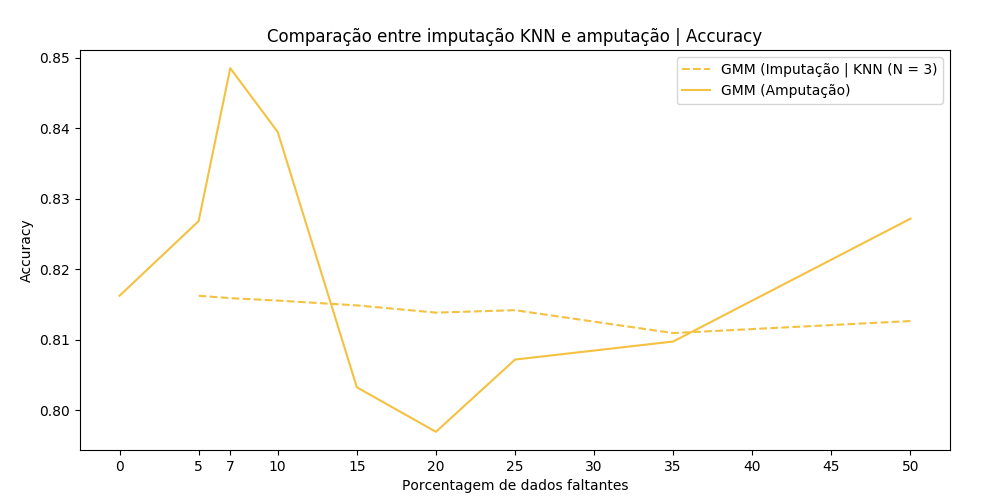 Comparação entre imputação KNN e amputação | Accuracy
GMM (Imputação | KNN (N = 3)
GMM (Amputação)
0.85
0.84
0.83
0.82
0.81
0.80
Accuracy
0 5 7 10 15 20 25 30 35 40 45 50
Porcentagem de dados faltantes